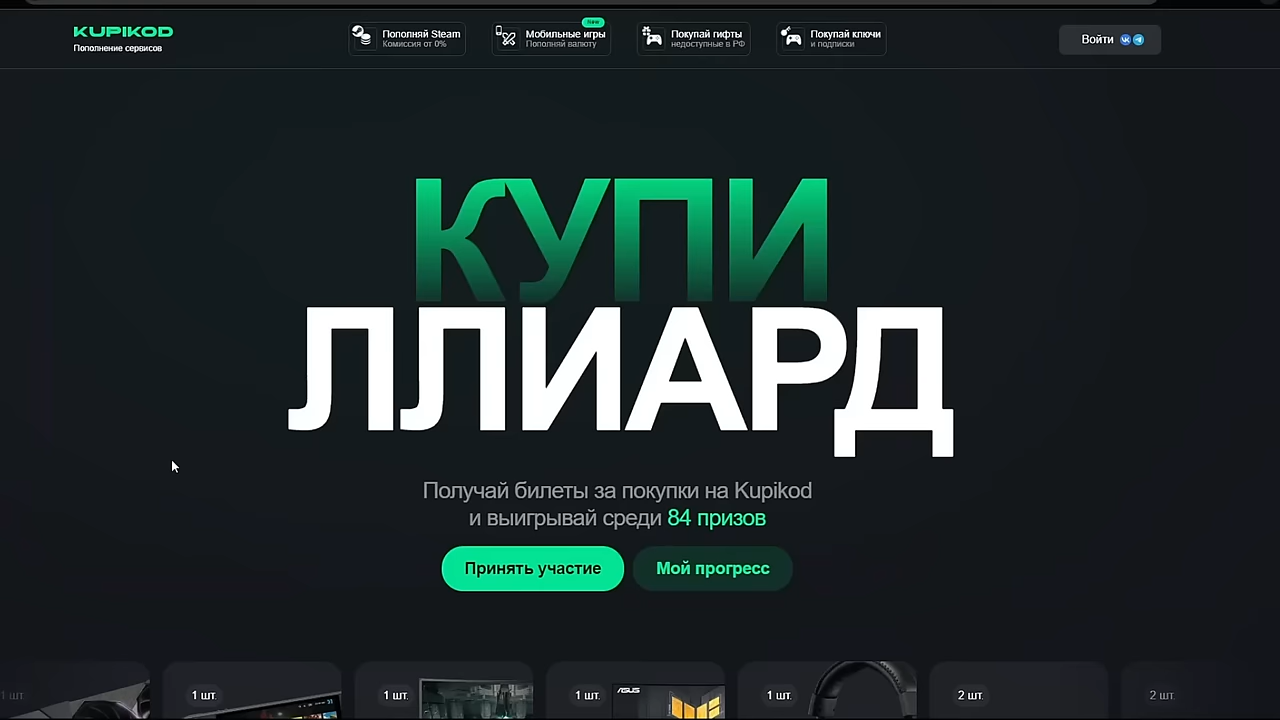 KUPIKOD
Пополнение сервисов
Пополняй Steam
Комиссия от 0%
New
Мобильные игры
Пополняй валюту
Покупай гифты
недоступные в РФ
Покупай ключи
и подписки
Войти
КУПИ
ЛЛИАРД
Получай билеты за покупки на Kupikod
и выигрывай среди 84 призов
Принять участие
Мой прогресс
1 шт.
1 шт.
1 шт.
1 шт.
ASUS
1 шт.
2 шт.
2 шт.